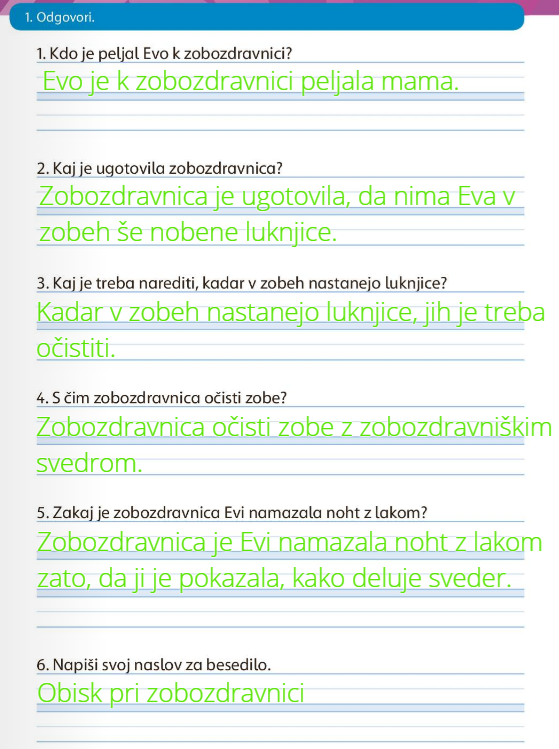 1. Odgovori.
1. Kdo je peljal Evo k zobozdravnici?
Evo je k zobozdravnici peljala mama.
2. Kaj je ugotovila zobozdravnica?
Zobozdravnica je ugotovila, da nima Eva v
zobeh še nobene luknjice.
3. Kaj je treba narediti, kadar v zobeh nastanejo luknjice?
Kadar v zobeh nastanejo luknjice, jih je treba
očistiti.
4. S čim zobozdravnica očisti zobe?
Zobozdravnica očisti zobe z zobozdravniškim
svedrom.
5. Zakaj je zobozdravnica Evi namazala noht z lakom?
Zobozdravnica je Evi namazala noht z lakom
zato, da ji je pokazala, kako deluje sveder.
6. Napiši svoj naslov za besedilo.
Obisk pri zobozdravnici